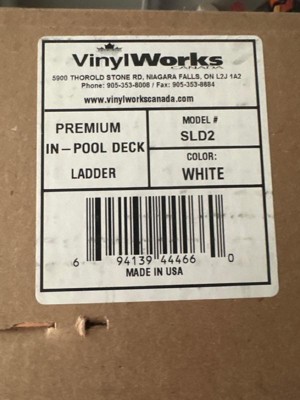 VinylWorks
CANADA
5900 THOROLD STONE RD, NIAGARA FALLS, ON L2J 1A2
Phone: 905-353-8008 / Fax: 905-353-8684
www.vinylworkscanada.com
PREMIUM
IN-POOL DECK
LADDER
MODEL #
SLD2
COLOR:
WHITE
6 94139 44466 0
MADE IN USA